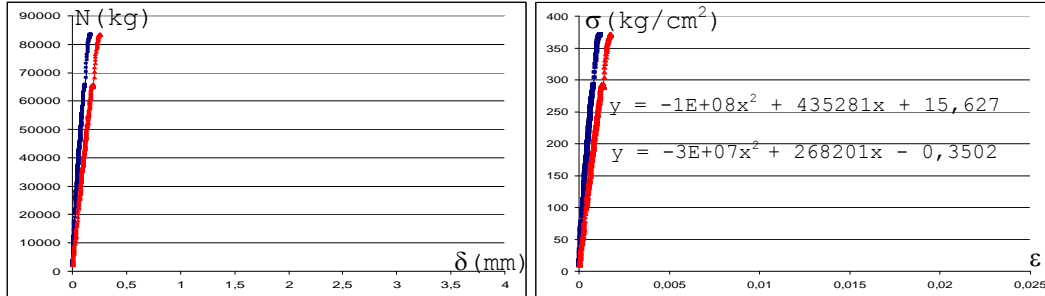 N(kg)
90000
80000
70000
60000
50000
40000
30000
20000
10000
0
0 0,5 1 1,5 2 2,5 3 3,5 4
δ(mm)
σ(kg/cm²)
400
350
300
250
200
150
100
50
0
y = -1E+08x² + 435281x + 15,627
y = -3E+07x² + 268201x - 0,3502
0 0,005 0,01 0,015 0,02 0,025
ε